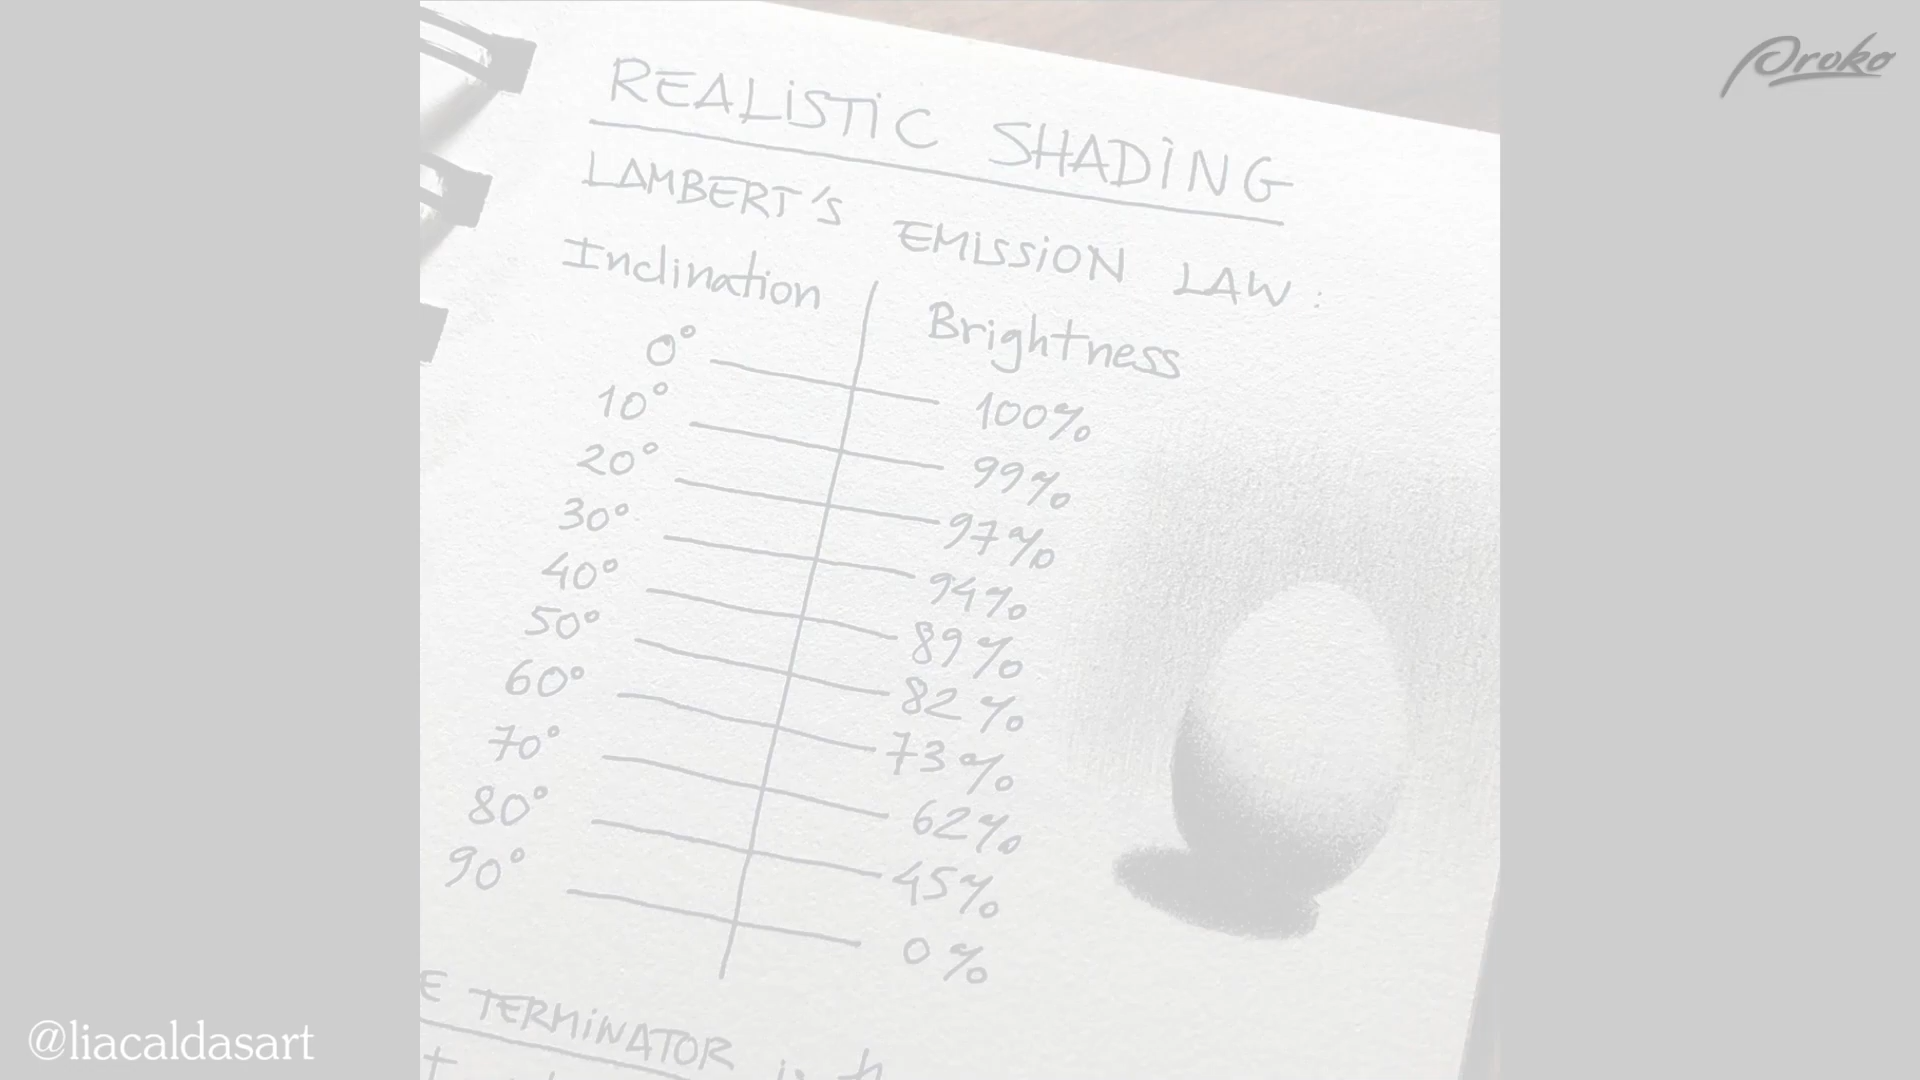 Proko
REALiSTiC SHADiNG
LAMBERT'S EMiSSiON LAW:
Inclination Brightness
0° 100%
10° 99%
20° 97%
30° 94%
40° 89%
50° 82%
60° 73%
70° 62%
80° 45%
90° 0%
E TERMiNATOR is
@liacaldasart